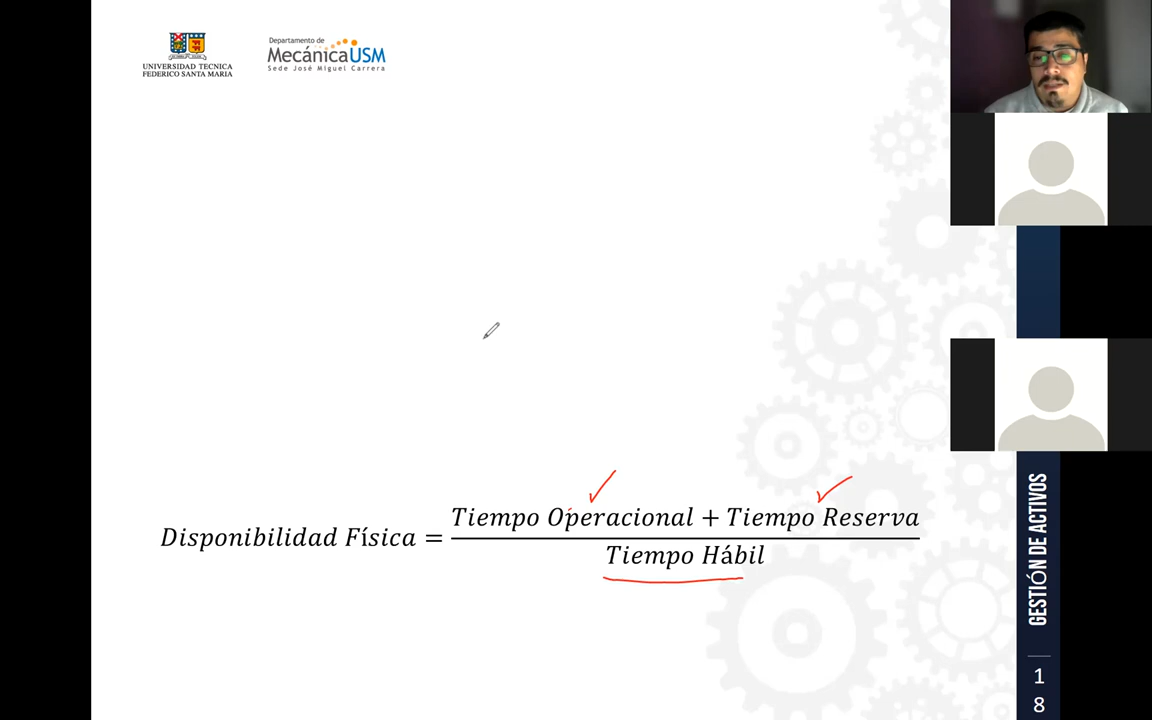 UNIVERSIDAD TECNICA
FEDERICO SANTA MARIA
Departamento de
MecánicaUSM
Sede José Miguel Carrera
Disponibilidad Física = Tiempo Operacional + Tiempo Reserva
Tiempo Hábil
GESTIÓN DE ACTIVOS
1
8